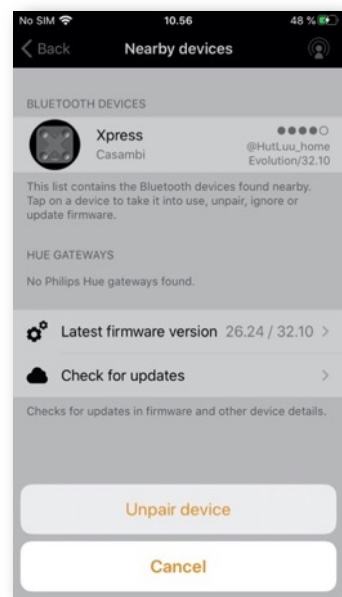 No SIM 10.56 48 %
Back Nearby devices
BLUETOOTH DEVICES
Xpress
Casambi
@HutLuu_home
Evolution/32.10
This list contains the Bluetooth devices found nearby.
Tap on a device to take it into use, unpair, ignore or
update firmware.
HUE GATEWAYS
No Philips Hue gateways found.
Latest firmware version 26.24 / 32.10
Check for updates
Checks for updates in firmware and other device details.
Unpair device
Cancel